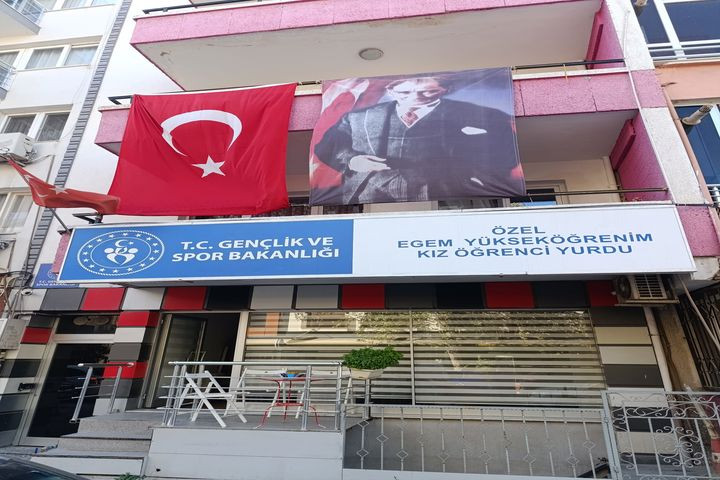 T.C. GENÇLİK VE
SPOR BAKANLIĞI
ÖZEL
EGEM YÜKSEKÖĞRENİM
KIZ ÖĞRENCİ YURDU